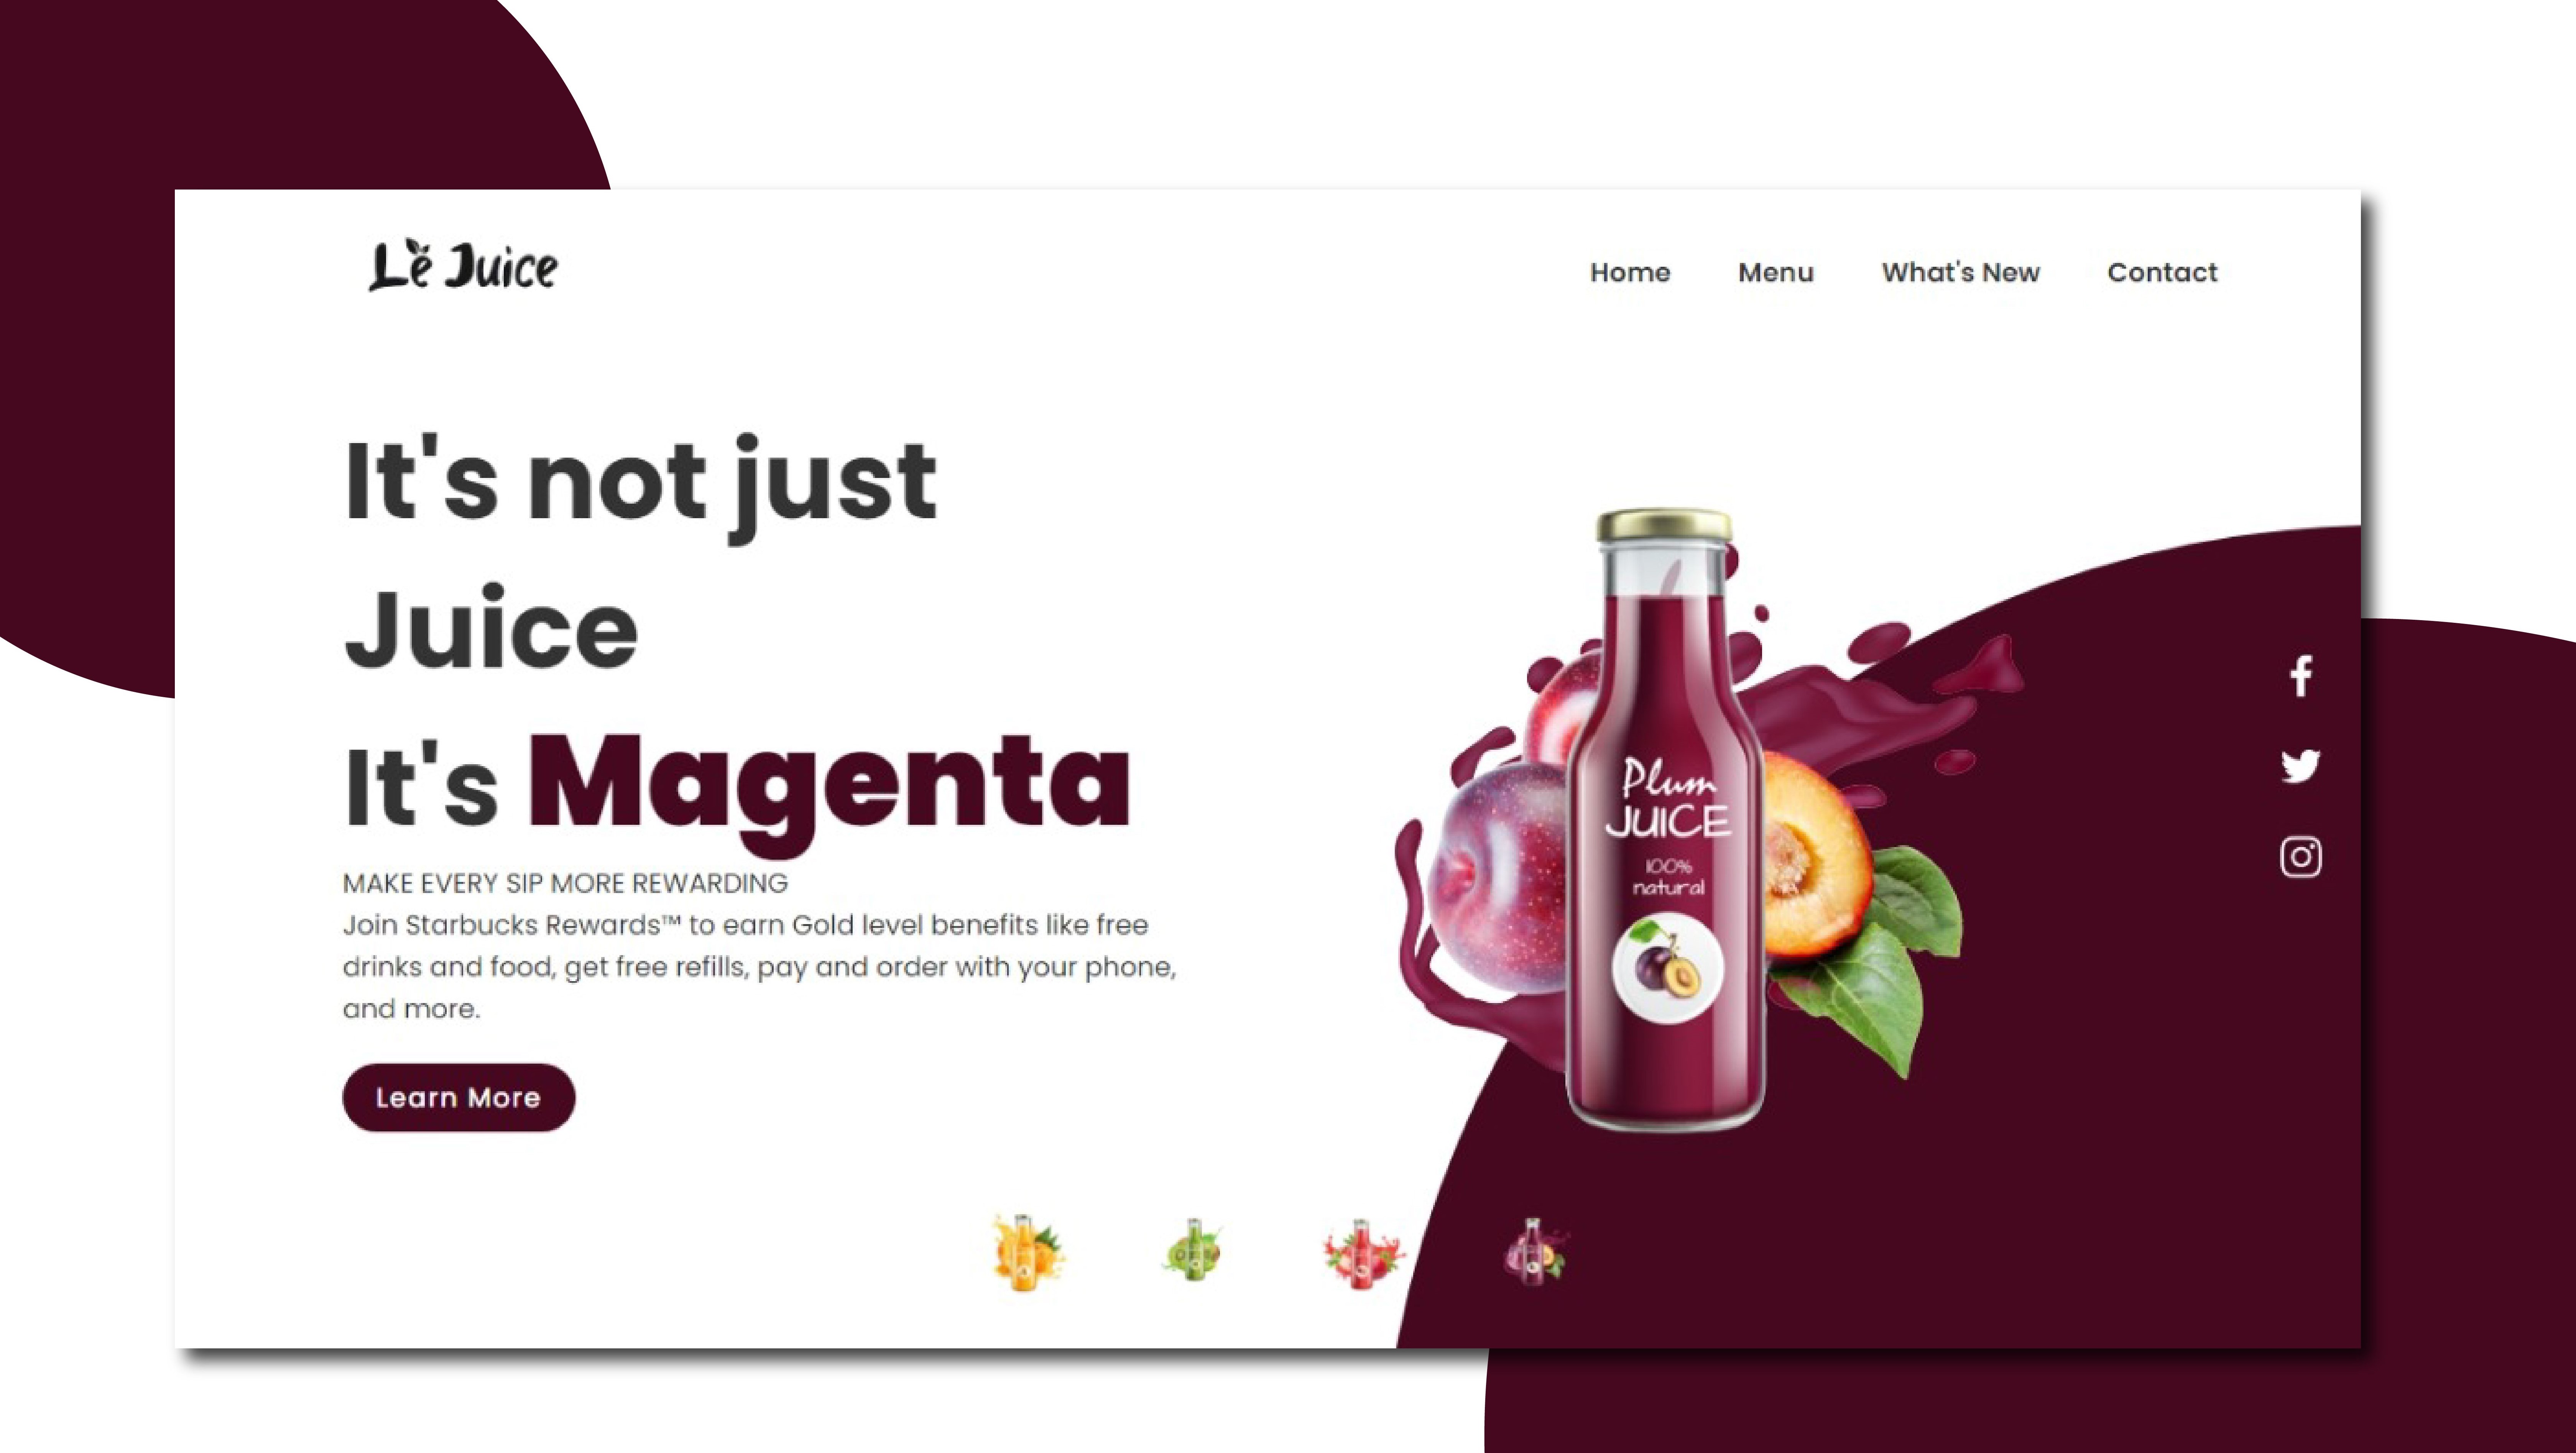 Le Juice
Home Menu What's New Contact
It's not just
Juice
It's Magenta
MAKE EVERY SIP MORE REWARDING
Join Starbucks Rewards™ to earn Gold level benefits like free
drinks and food, get free refills, pay and order with your phone,
and more.
Learn More
Plum
JUICE
100%
natural